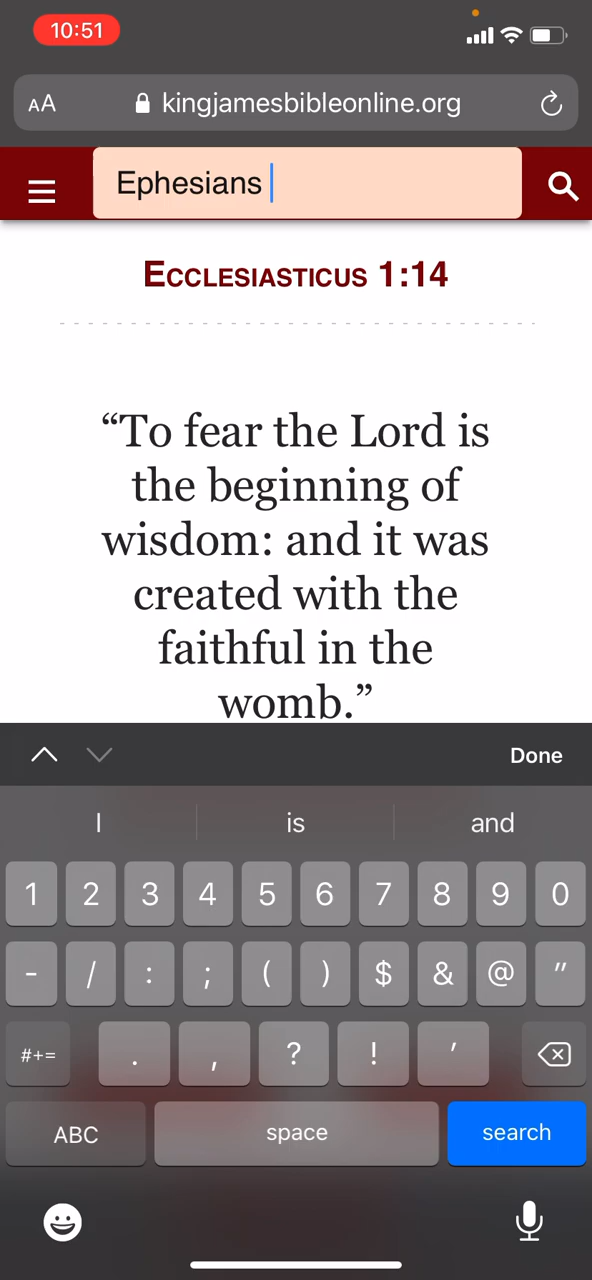 10:51
AA kingjamesbibleonline.org
Ephesians
ECCLESIASTICUS 1:14
“To fear the Lord is
the beginning of
wisdom: and it was
created with the
faithful in the
womb.”
Done
I is and
1 2 3 4 5 6 7 8 9 0
- / : ; ( ) $ & @ "
#+= . , ? ! '
ABC space search